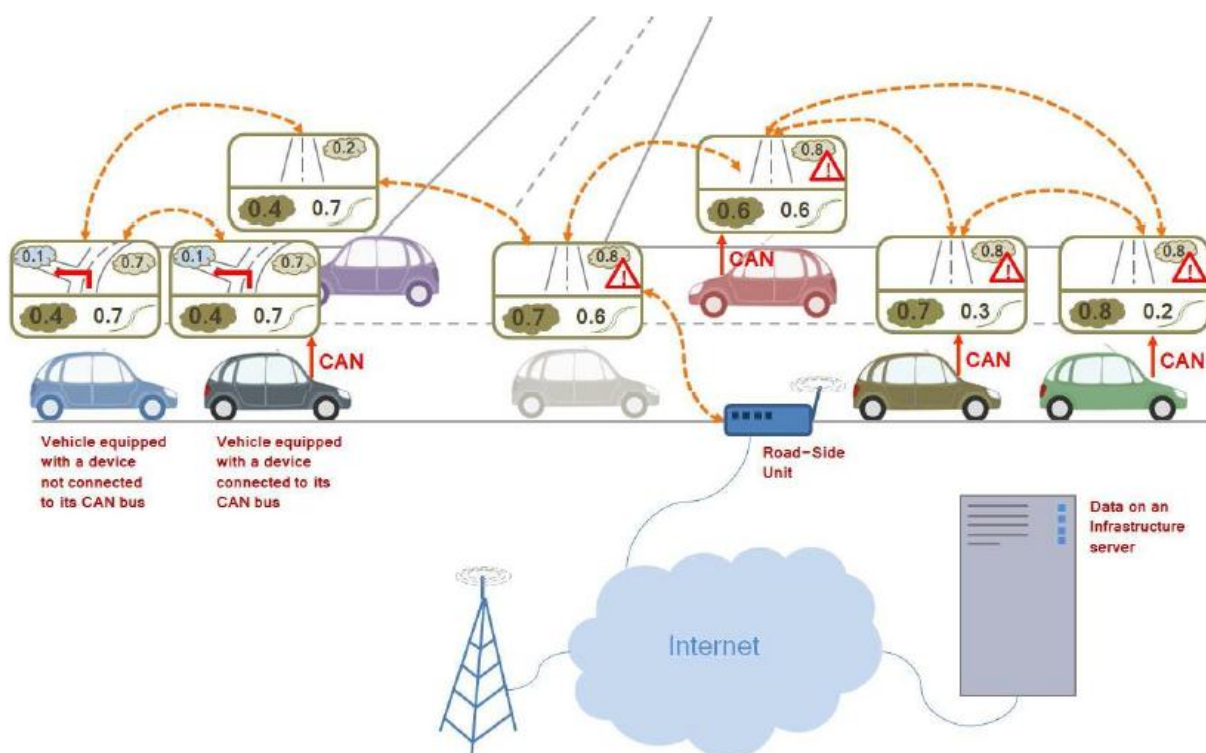 0.2
0.4 0.7
0.1 0.7
0.4 0.7
0.1 0.7
0.4 0.7
CAN
0.8
0.7 0.6
0.8
0.6 0.6
CAN
0.8
0.7 0.3
CAN
0.8
0.8 0.2
CAN
Vehicle equipped
with a device
not connected
to its CAN bus
Vehicle equipped
with a device
connected to its
CAN bus
Road-Side
Unit
Data on an
Infrastructure
server
Internet